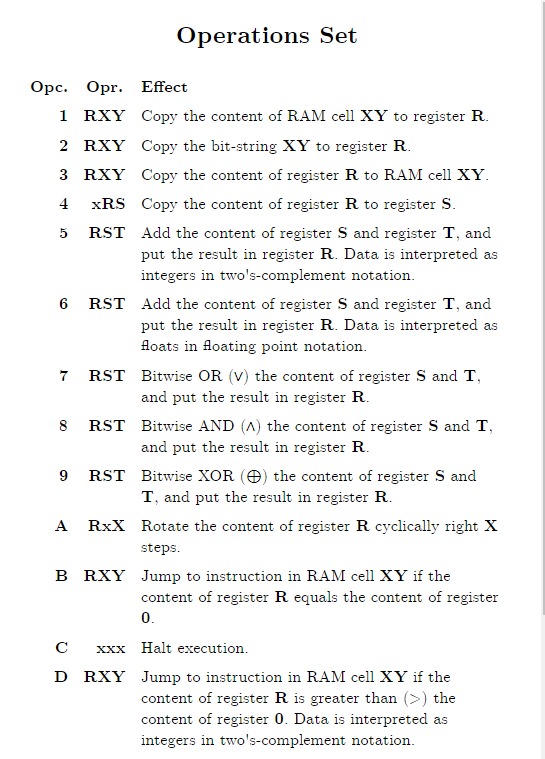 Operations Set
Opc. Opr. Effect
1 RXY Copy the content of RAM cell XY to register R.
2 RXY Copy the bit-string XY to register R.
3 RXY Copy the content of register R to RAM cell XY.
4 xRS Copy the content of register R to register S.
5 RST Add the content of register S and register T, and
put the result in register R. Data is interpreted as
integers in two's-complement notation.
6 RST Add the content of register S and register T, and
put the result in register R. Data is interpreted as
floats in floating point notation.
7 RST Bitwise OR (∨) the content of register S and T,
and put the result in register R.
8 RST Bitwise AND (∧) the content of register S and T,
and put the result in register R.
9 RST Bitwise XOR (⊕) the content of register S and
T, and put the result in register R.
A RxX Rotate the content of register R cyclically right X
steps.
B RXY Jump to instruction in RAM cell XY if the
content of register R equals the content of register
0.
C xxx Halt execution.
D RXY Jump to instruction in RAM cell XY if the
content of register R is greater than (>) the
content of register 0. Data is interpreted as
integers in two's-complement notation.